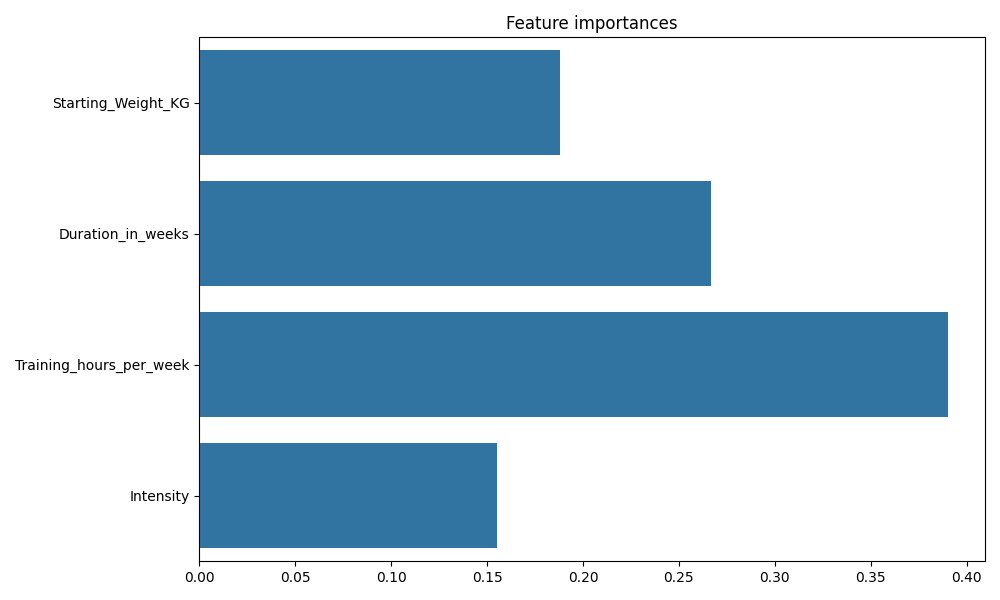 Feature importances
Starting_Weight_KG
Duration_in_weeks
Training_hours_per_week
Intensity
0.00 0.05 0.10 0.15 0.20 0.25 0.30 0.35 0.40